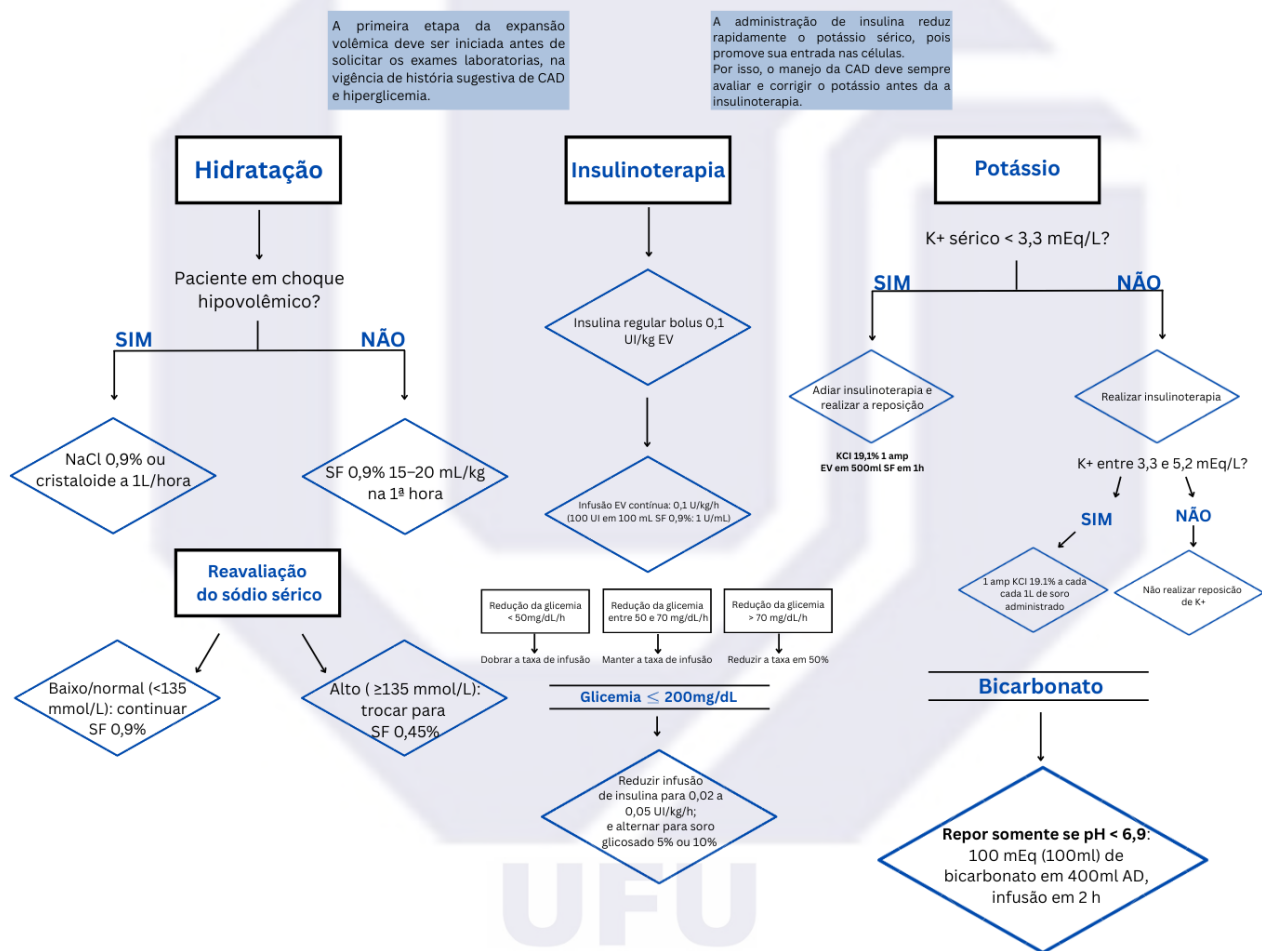 A primeira etapa da expansão
volêmica deve ser iniciada antes de
solicitar os exames laboratorias, na
vigência de história sugestiva de CAD
e hiperglicemia.
A administração de insulina reduz
rapidamente o potássio sérico, pois
promove sua entrada nas células.
Por isso, o manejo da CAD deve sempre
avaliar e corrigir o potássio antes da a
insulinoterapia.
Hidratação
Paciente em choque
hipovolêmico?
SIM
NÃO
NaCl 0,9% ou
cristaloide a 1L/hora
SF 0,9% 15–20 mL/kg
na 1ª hora
Reavaliação
do sódio sérico
Baixo/normal (<135
mmol/L): continuar
SF 0,9%
Alto ( ≥135 mmol/L):
trocar para
SF 0,45%
Insulinoterapia
Insulina regular bolus 0,1
UI/kg EV
Infusão EV contínua: 0,1 U/kg/h
(100 UI em 100 mL SF 0,9%: 1 U/mL)
Redução da glicemia
< 50mg/dL/h
Redução da glicemia
entre 50 e 70 mg/dL/h
Redução da glicemia
> 70 mg/dL/h
Dobrar a taxa de infusão
Manter a taxa de infusão
Reduzir a taxa em 50%
Glicemia ≤ 200mg/dL
Reduzir infusão
de insulina para 0,02 a
0,05 UI/kg/h;
e alternar para soro
glicosado 5% ou 10%
Potássio
K+ sérico < 3,3 mEq/L?
SIM
NÃO
Adiar insulinoterapia e
realizar a reposição
KCl 19,1% 1 amp
EV em 500ml SF em 1h
Realizar insulinoterapia
K+ entre 3,3 e 5,2 mEq/L?
SIM
NÃO
1 amp KCl 19.1% a cada
cada 1L de soro
administrado
Não realizar reposição
de K+
Bicarbonato
Repor somente se pH < 6,9:
100 mEq (100ml) de
bicarbonato em 400ml AD,
infusão em 2 h
UFU